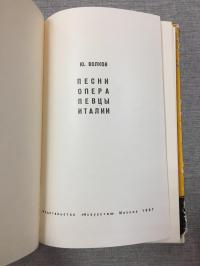 Ю. ВОЛКОВ
ПЕСНИ
ОПЕРА
ПЕВЦЫ
ИТАЛИИ
издательство «Искусство» Москва 1967